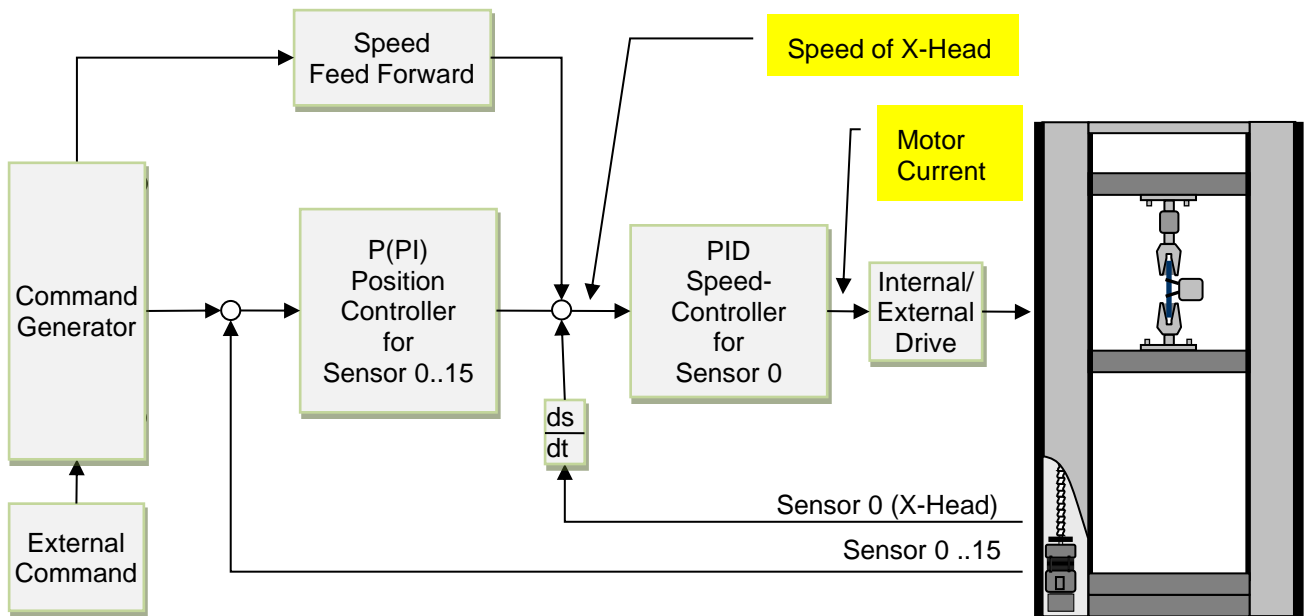 Speed
Feed Forward
Speed of X-Head
Motor
Current
Command
Generator
P(PI)
Position
Controller
for
Sensor 0..15
PID
Speed-
Controller
for
Sensor 0
Internal/
External
Drive
ds
dt
Sensor 0 (X-Head)
Sensor 0 ..15
External
Command